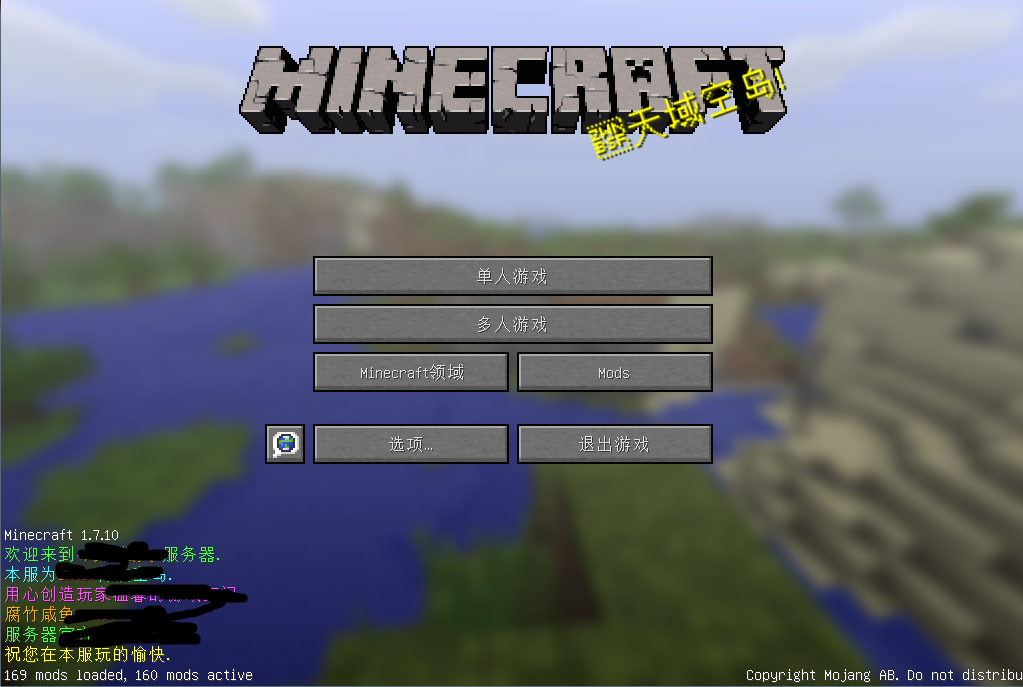 MINECRAFT
天域空岛!
单人游戏
多人游戏
Minecraft领域 Mods
选项... 退出游戏
Minecraft 1.7.10
欢迎来到 服务器.
本服为 岛.
用心创造玩家
腐竹咸鱼
服务器官
祝您在本服玩的愉快.
169 mods loaded, 160 mods active
Copyright Mojang AB. Do not distribu